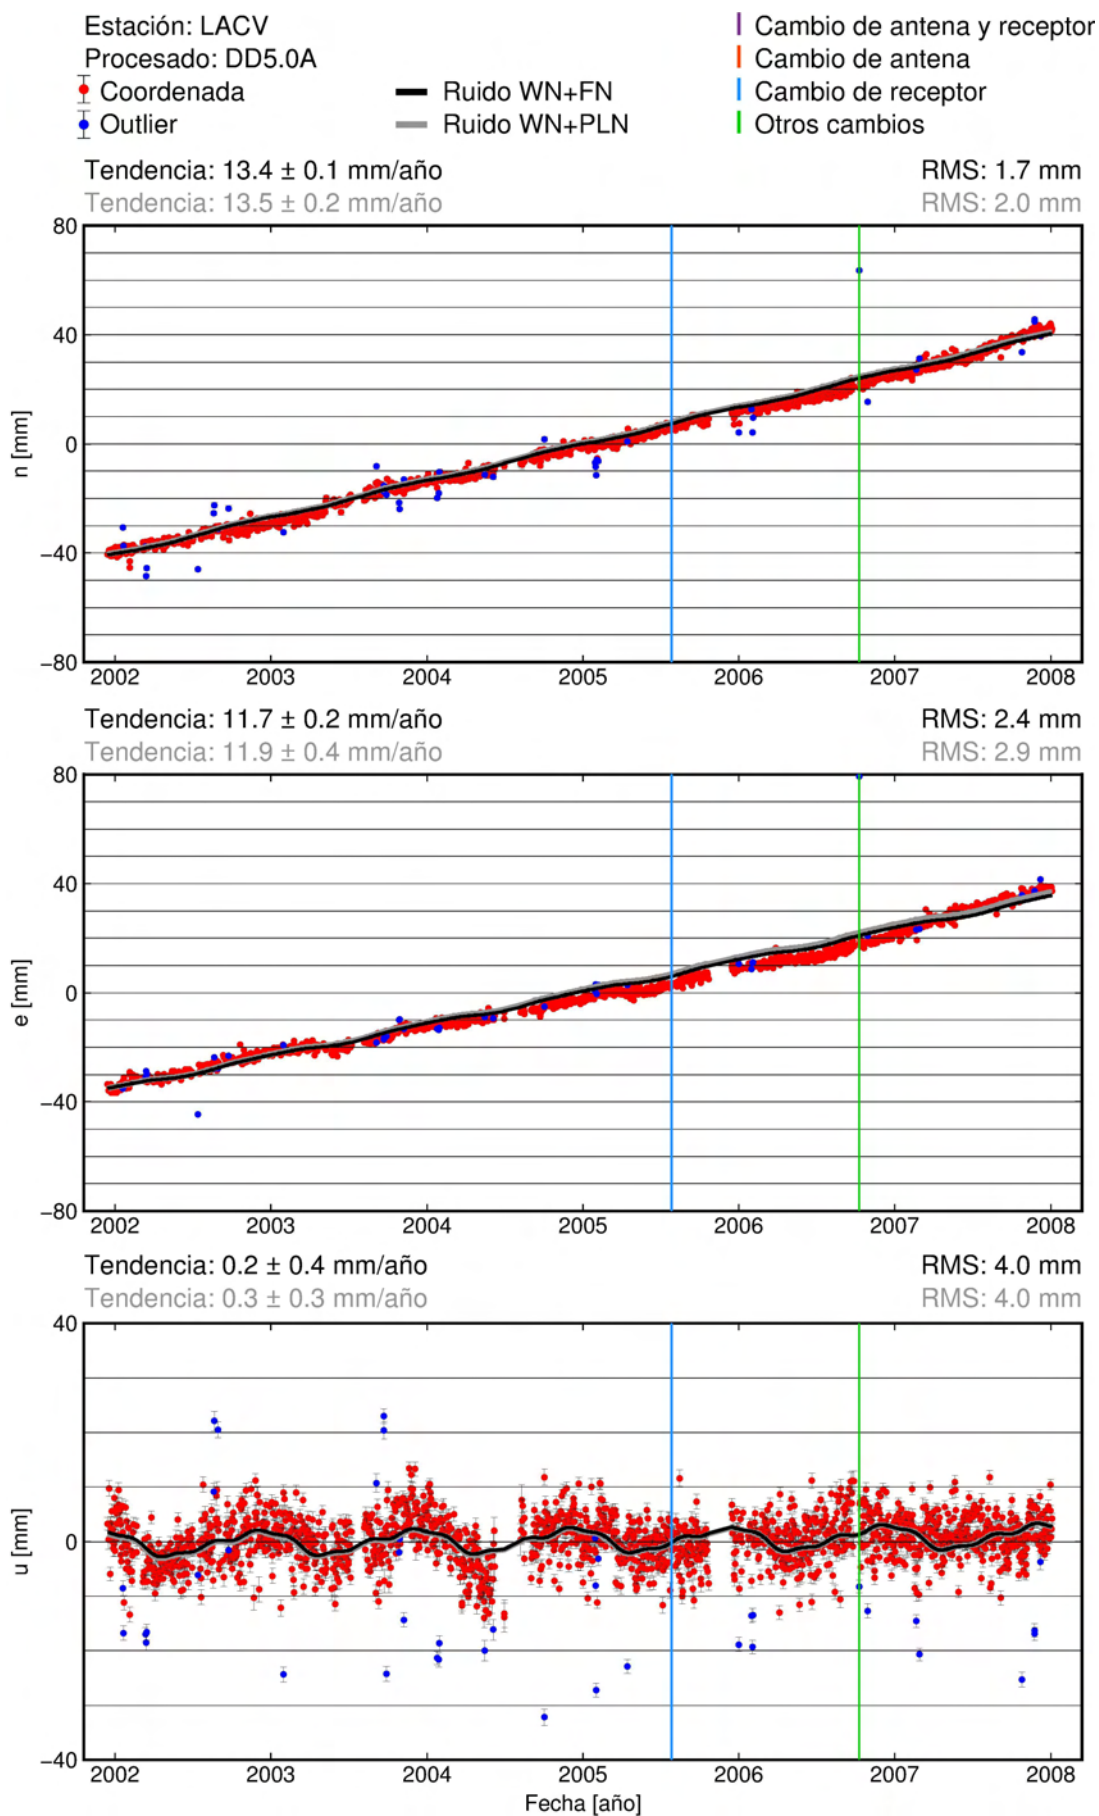 Estación: LACV
Procesado: DD5.0A
Coordenada
Outlier
Ruido WN+FN
Ruido WN+PLN
Cambio de antena y receptor
Cambio de antena
Cambio de receptor
Otros cambios
Tendencia: 13.4 ± 0.1 mm/año RMS: 1.7 mm
Tendencia: 13.5 ± 0.2 mm/año RMS: 2.0 mm
80
40
0
−40
−80
n [mm]
2002 2003 2004 2005 2006 2007 2008
Tendencia: 11.7 ± 0.2 mm/año RMS: 2.4 mm
Tendencia: 11.9 ± 0.4 mm/año RMS: 2.9 mm
80
40
0
−40
−80
e [mm]
2002 2003 2004 2005 2006 2007 2008
Tendencia: 0.2 ± 0.4 mm/año RMS: 4.0 mm
Tendencia: 0.3 ± 0.3 mm/año RMS: 4.0 mm
40
0
−40
u [mm]
2002 2003 2004 2005 2006 2007 2008
Fecha [año]